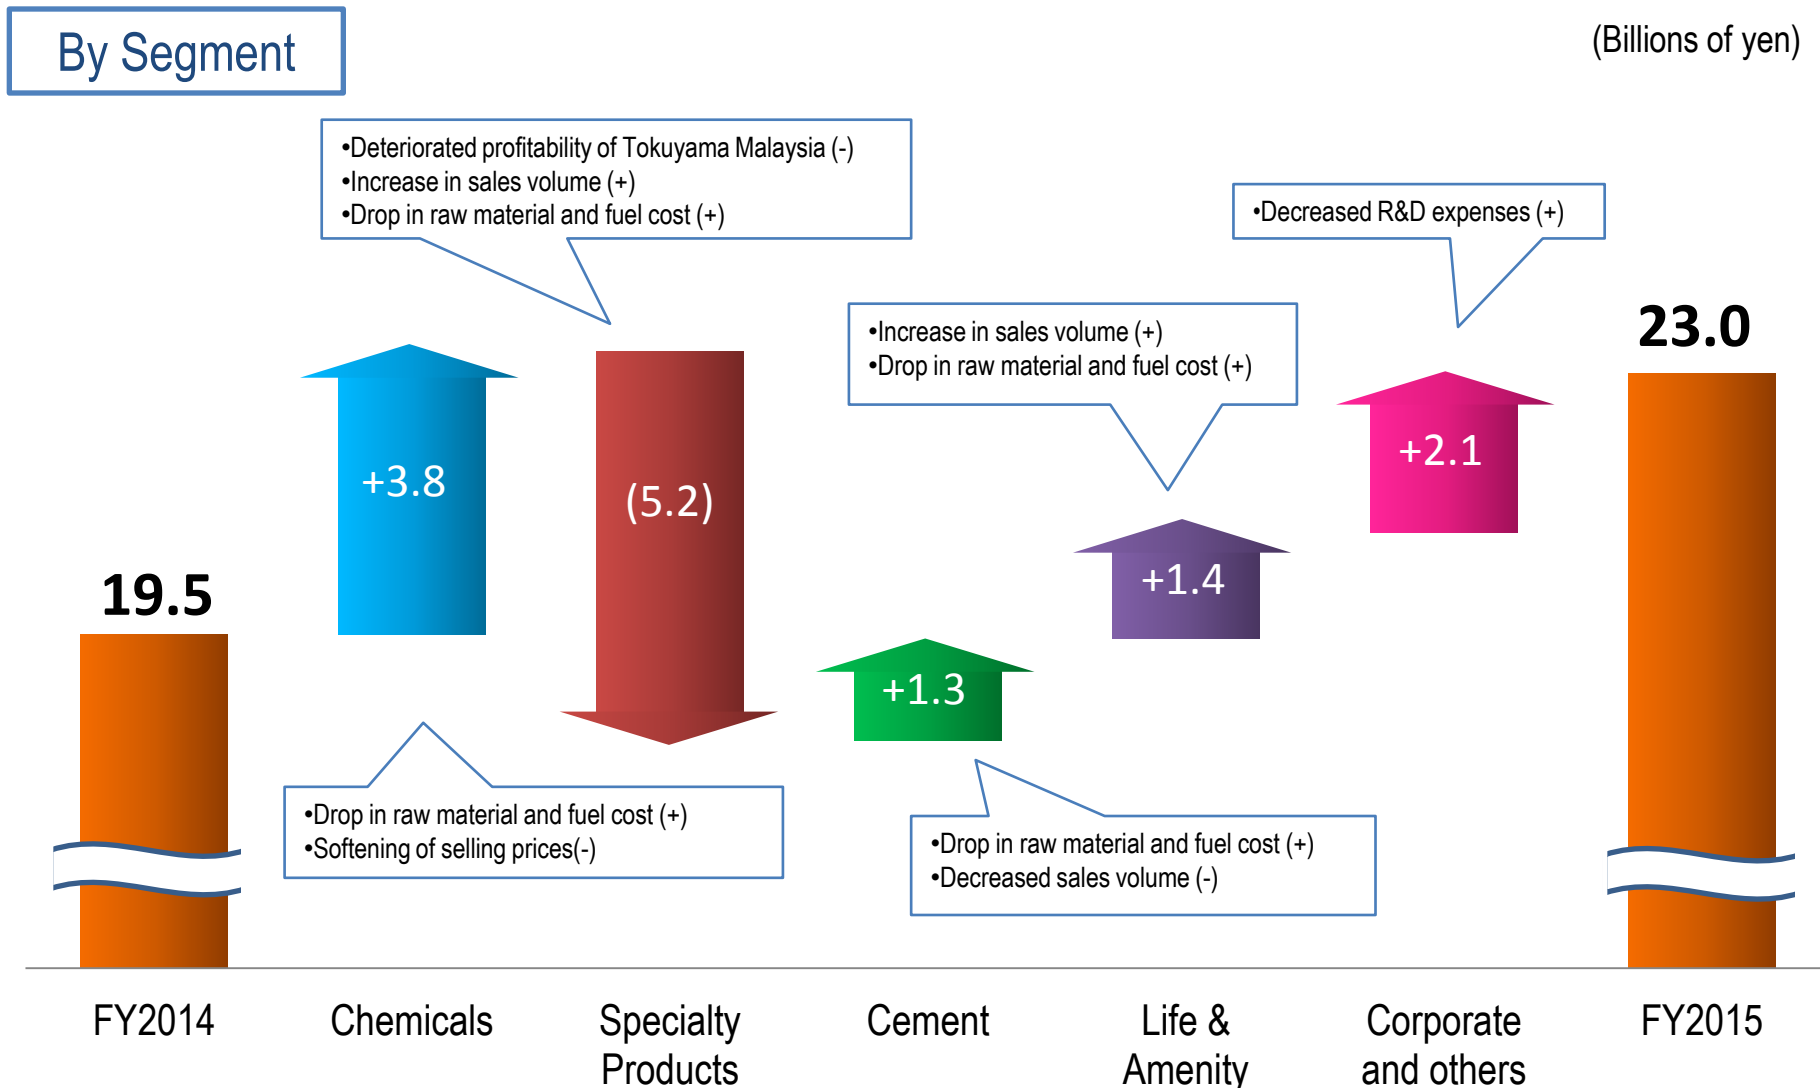 By Segment
(Billions of yen)
•Deteriorated profitability of Tokuyama Malaysia (-)
•Increase in sales volume (+)
•Drop in raw material and fuel cost (+)
•Decreased R&D expenses (+)
•Increase in sales volume (+)
•Drop in raw material and fuel cost (+)
19.5
+3.8
(5.2)
+1.3
+1.4
+2.1
23.0
•Drop in raw material and fuel cost (+)
•Softening of selling prices(-)
•Drop in raw material and fuel cost (+)
•Decreased sales volume (-)
FY2014
Chemicals
Specialty
Products
Cement
Life &
Amenity
Corporate
and others
FY2015